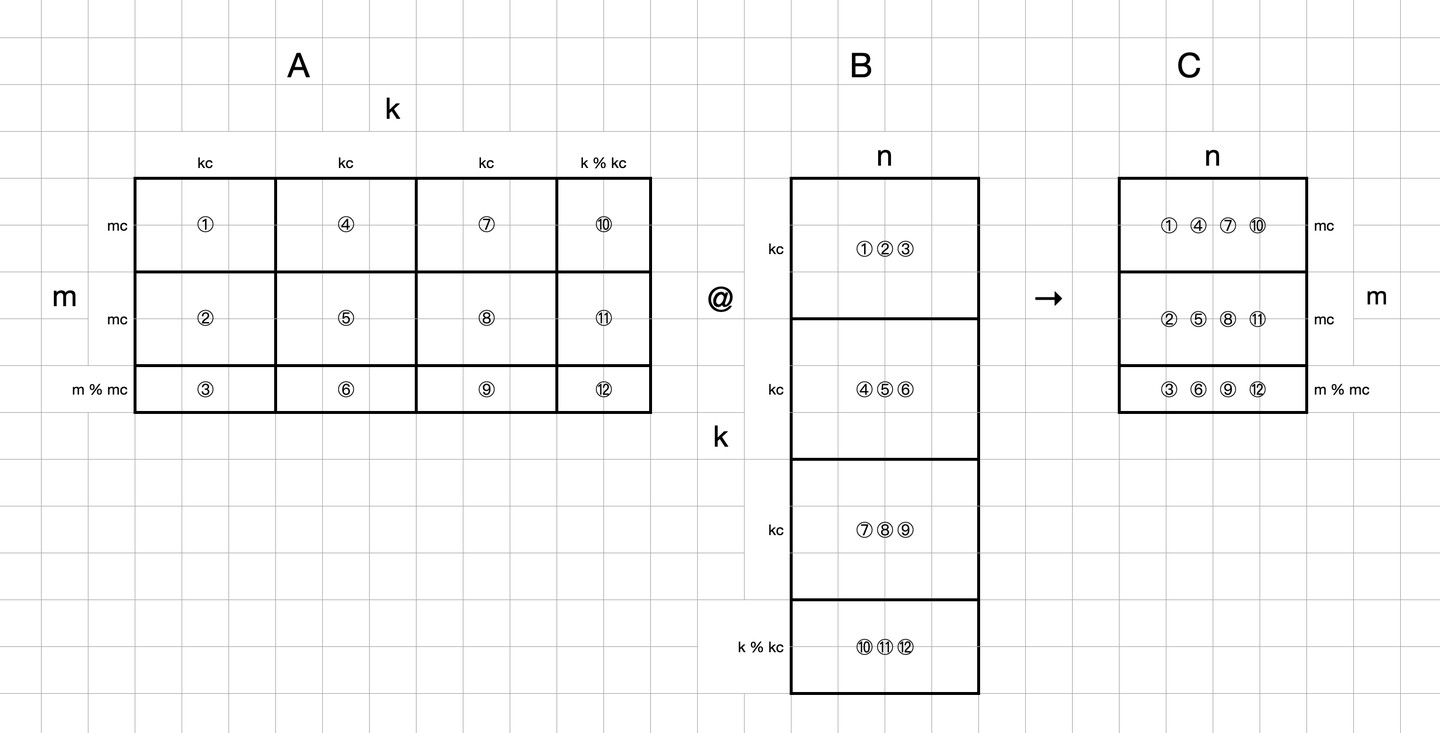 A B C
k
n n
kc kc kc k % kc
mc ① ④ ⑦ ⑩ ① ④ ⑦ ⑩ mc
kc ①②③
m @ → m
mc ② ⑤ ⑧ ⑪ ② ⑤ ⑧ ⑪ mc
m % mc ③ ⑥ ⑨ ⑫ kc ④⑤⑥ ③ ⑥ ⑨ ⑫ m % mc
k
kc ⑦⑧⑨
k % kc ⑩⑪⑫